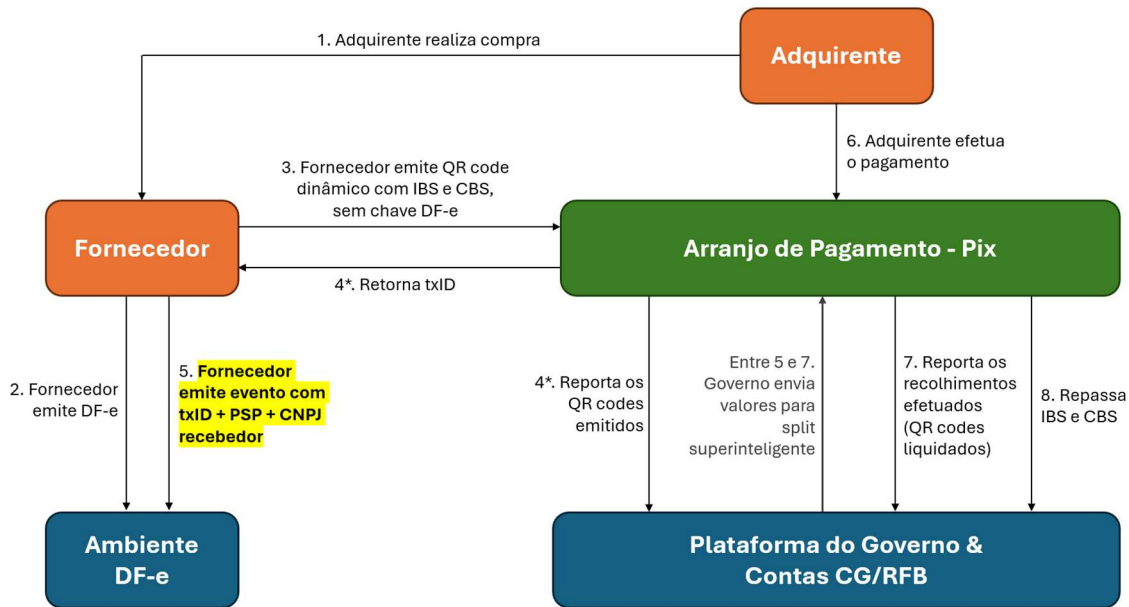 1. Adquirente realiza compra
Adquirente
6. Adquirente efetua
o pagamento
3. Fornecedor emite QR code
dinâmico com IBS e CBS,
sem chave DF-e
Fornecedor
Arranjo de Pagamento - Pix
4*. Retorna txID
2. Fornecedor
emite DF-e
5. Fornecedor
emite evento com
txID + PSP + CNPJ
recebedor
4*. Reporta os
QR codes
emitidos
Entre 5 e 7.
Governo envia
valores para
split
superinteligente
7. Reporta os
recolhimentos
efetuados
(QR codes
liquidados)
8. Repassa
IBS e CBS
Ambiente
DF-e
Plataforma do Governo &
Contas CG/RFB